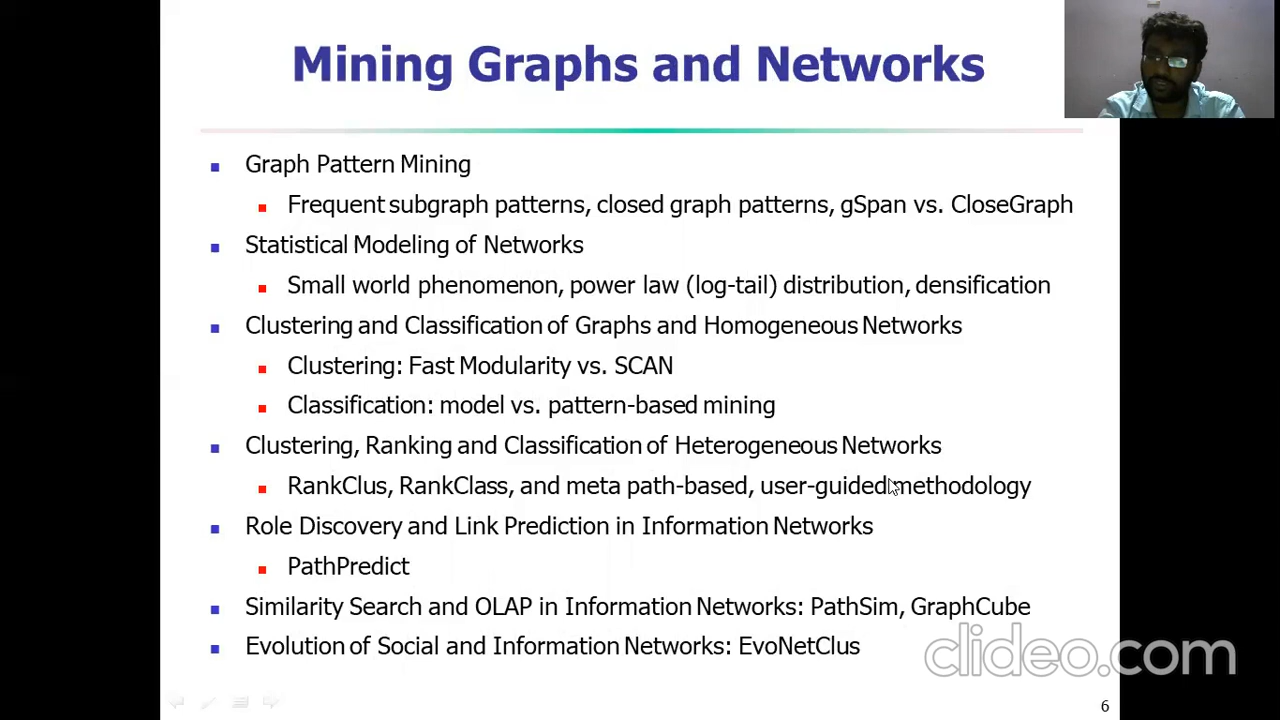 Mining Graphs and Networks
Graph Pattern Mining
Frequent subgraph patterns, closed graph patterns, gSpan vs. CloseGraph
Statistical Modeling of Networks
Small world phenomenon, power law (log-tail) distribution, densification
Clustering and Classification of Graphs and Homogeneous Networks
Clustering: Fast Modularity vs. SCAN
Classification: model vs. pattern-based mining
Clustering, Ranking and Classification of Heterogeneous Networks
RankClus, RankClass, and meta path-based, user-guided methodology
Role Discovery and Link Prediction in Information Networks
PathPredict
Similarity Search and OLAP in Information Networks: PathSim, GraphCube
Evolution of Social and Information Networks: EvoNetClus
clideo.com
6